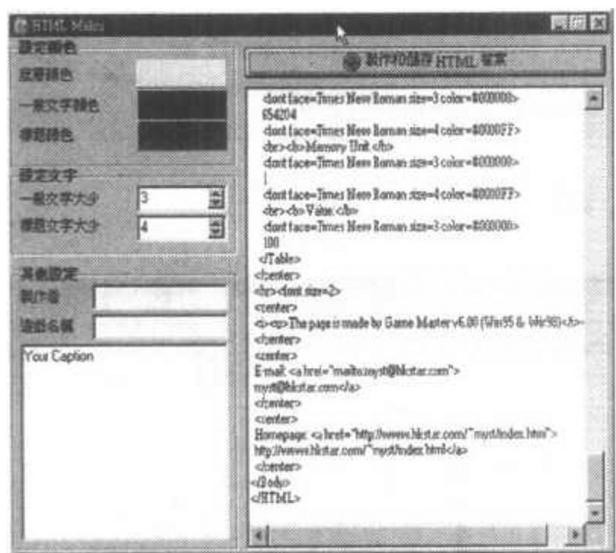 HTML Maker
設定顏色
底層顏色
一般文字顏色
標題顏色
設定文字
一般文字大少
3
標題文字大少
4
其他設定
製作者
遊戲名稱
Your Caption
製作和儲存 HTML 檔案
<font face=Times New Roman size=3 color=#000000>
654204
<font face=Times New Roman size=4 color=#0000FF>
<br><b>Memory Unit:</b>
<font face=Times New Roman size=3 color=#000000>
1
<font face=Times New Roman size=4 color=#0000FF>
<br><b>Value:</b>
<font face=Times New Roman size=3 color=#000000>
100
</Table>
</center>
<hr><font size=2>
<center>
<i><u>The page is made by Game Master v6.00 (Win95 & Win98)</i>
</center>
<center>
E-mail: <a href="mailto:myst@hkstar.com">
myst@hkstar.com</a>
</center>
<center>
Homepage: <a href="http://www.hkstar.com/~myst/index.htm">
http://www.hkstar.com/~myst/index.html</a>
</center>
</Body>
</HTML>